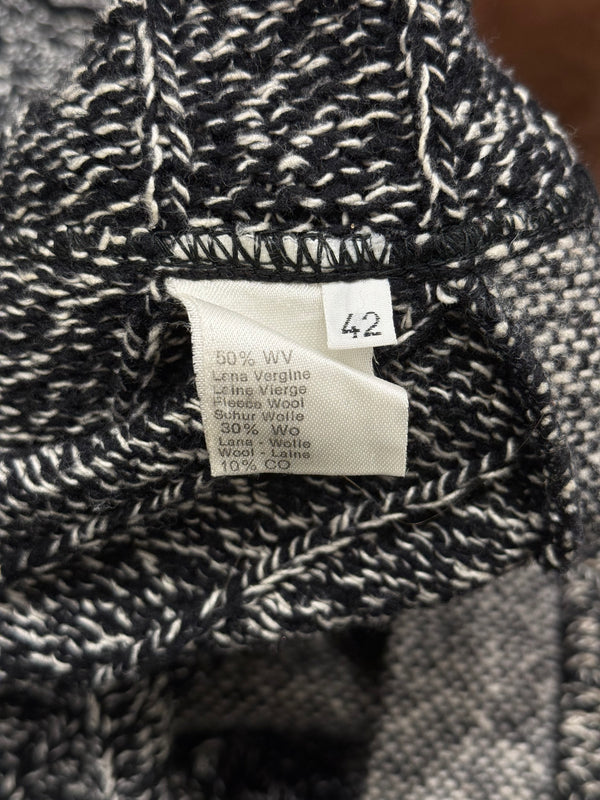 42
50% WV
Lana Vergine
Laine Vierge
Fleece Wool
Schur Wolle
30% Wo
Lana - Wolle
Wool - Laine
10% CO